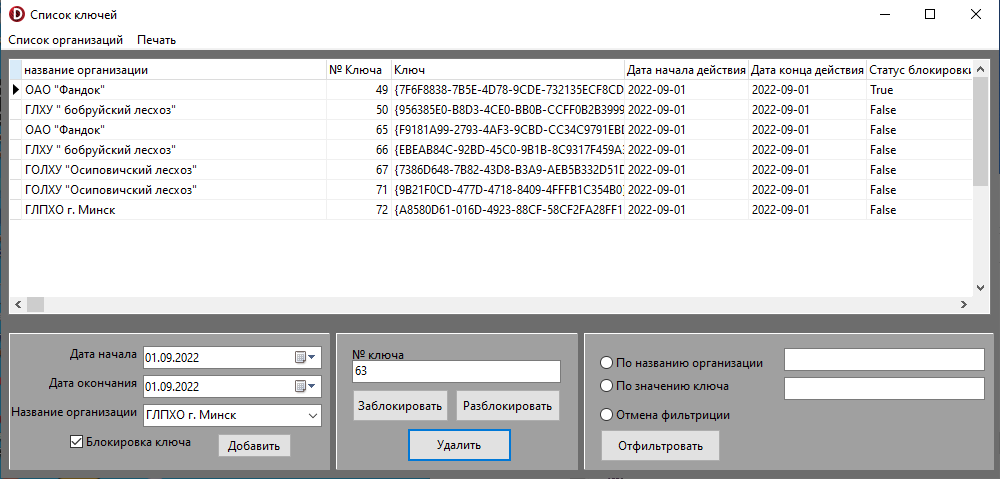 Список ключей
Список организаций Печать
название организации № Ключа Ключ Дата начала действия Дата конца действия Статус блокировки
ОАО "Фандок" 49 {7F6F8838-7B5E-4D78-9CDE-732135ECF8CD 2022-09-01 2022-09-01 True
ГЛХУ " бобруйский лесхоз" 50 {956385E0-B8D3-4CE0-BB0B-CCFF0B2B3999 2022-09-01 2022-09-01 False
ОАО "Фандок" 65 {F9181A99-2793-4AF3-9CBD-CC34C9791EBD 2022-09-01 2022-09-01 False
ГЛХУ " бобруйский лесхоз" 66 {EBEAB84C-92BD-45C0-9B1B-8C9317F459A3 2022-09-01 2022-09-01 False
ГОЛХУ "Осиповичский лесхоз" 67 {7386D648-7B82-43D8-B3A9-AEB5B332D51D 2022-09-01 2022-09-01 False
ГОЛХУ "Осиповичский лесхоз" 71 {9B21F0CD-477D-4718-8409-4FFFB1C354B0} 2022-09-01 2022-09-01 False
ГЛПХО г. Минск 72 {A8580D61-016D-4923-88CF-58CF2FA28FF1 2022-09-01 2022-09-01 False
Дата начала 01.09.2022
Дата окончания 01.09.2022
Название организации ГЛПХО г. Минск
Блокировка ключа Добавить
№ ключа
63
Заблокировать Разблокировать
Удалить
По названию организации
По значению ключа
Отмена фильтриции
Отфильтровать